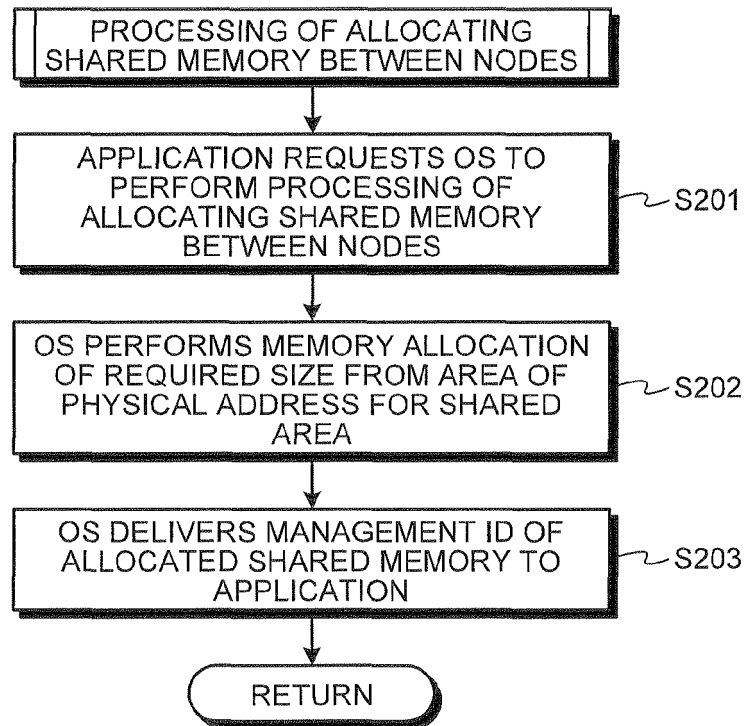 PROCESSING OF ALLOCATING
SHARED MEMORY BETWEEN NODES
APPLICATION REQUESTS OS TO
PERFORM PROCESSING OF
ALLOCATING SHARED MEMORY
BETWEEN NODES
S201
OS PERFORMS MEMORY ALLOCATION
OF REQUIRED SIZE FROM AREA OF
PHYSICAL ADDRESS FOR SHARED
AREA
S202
OS DELIVERS MANAGEMENT ID OF
ALLOCATED SHARED MEMORY TO
APPLICATION
S203
RETURN